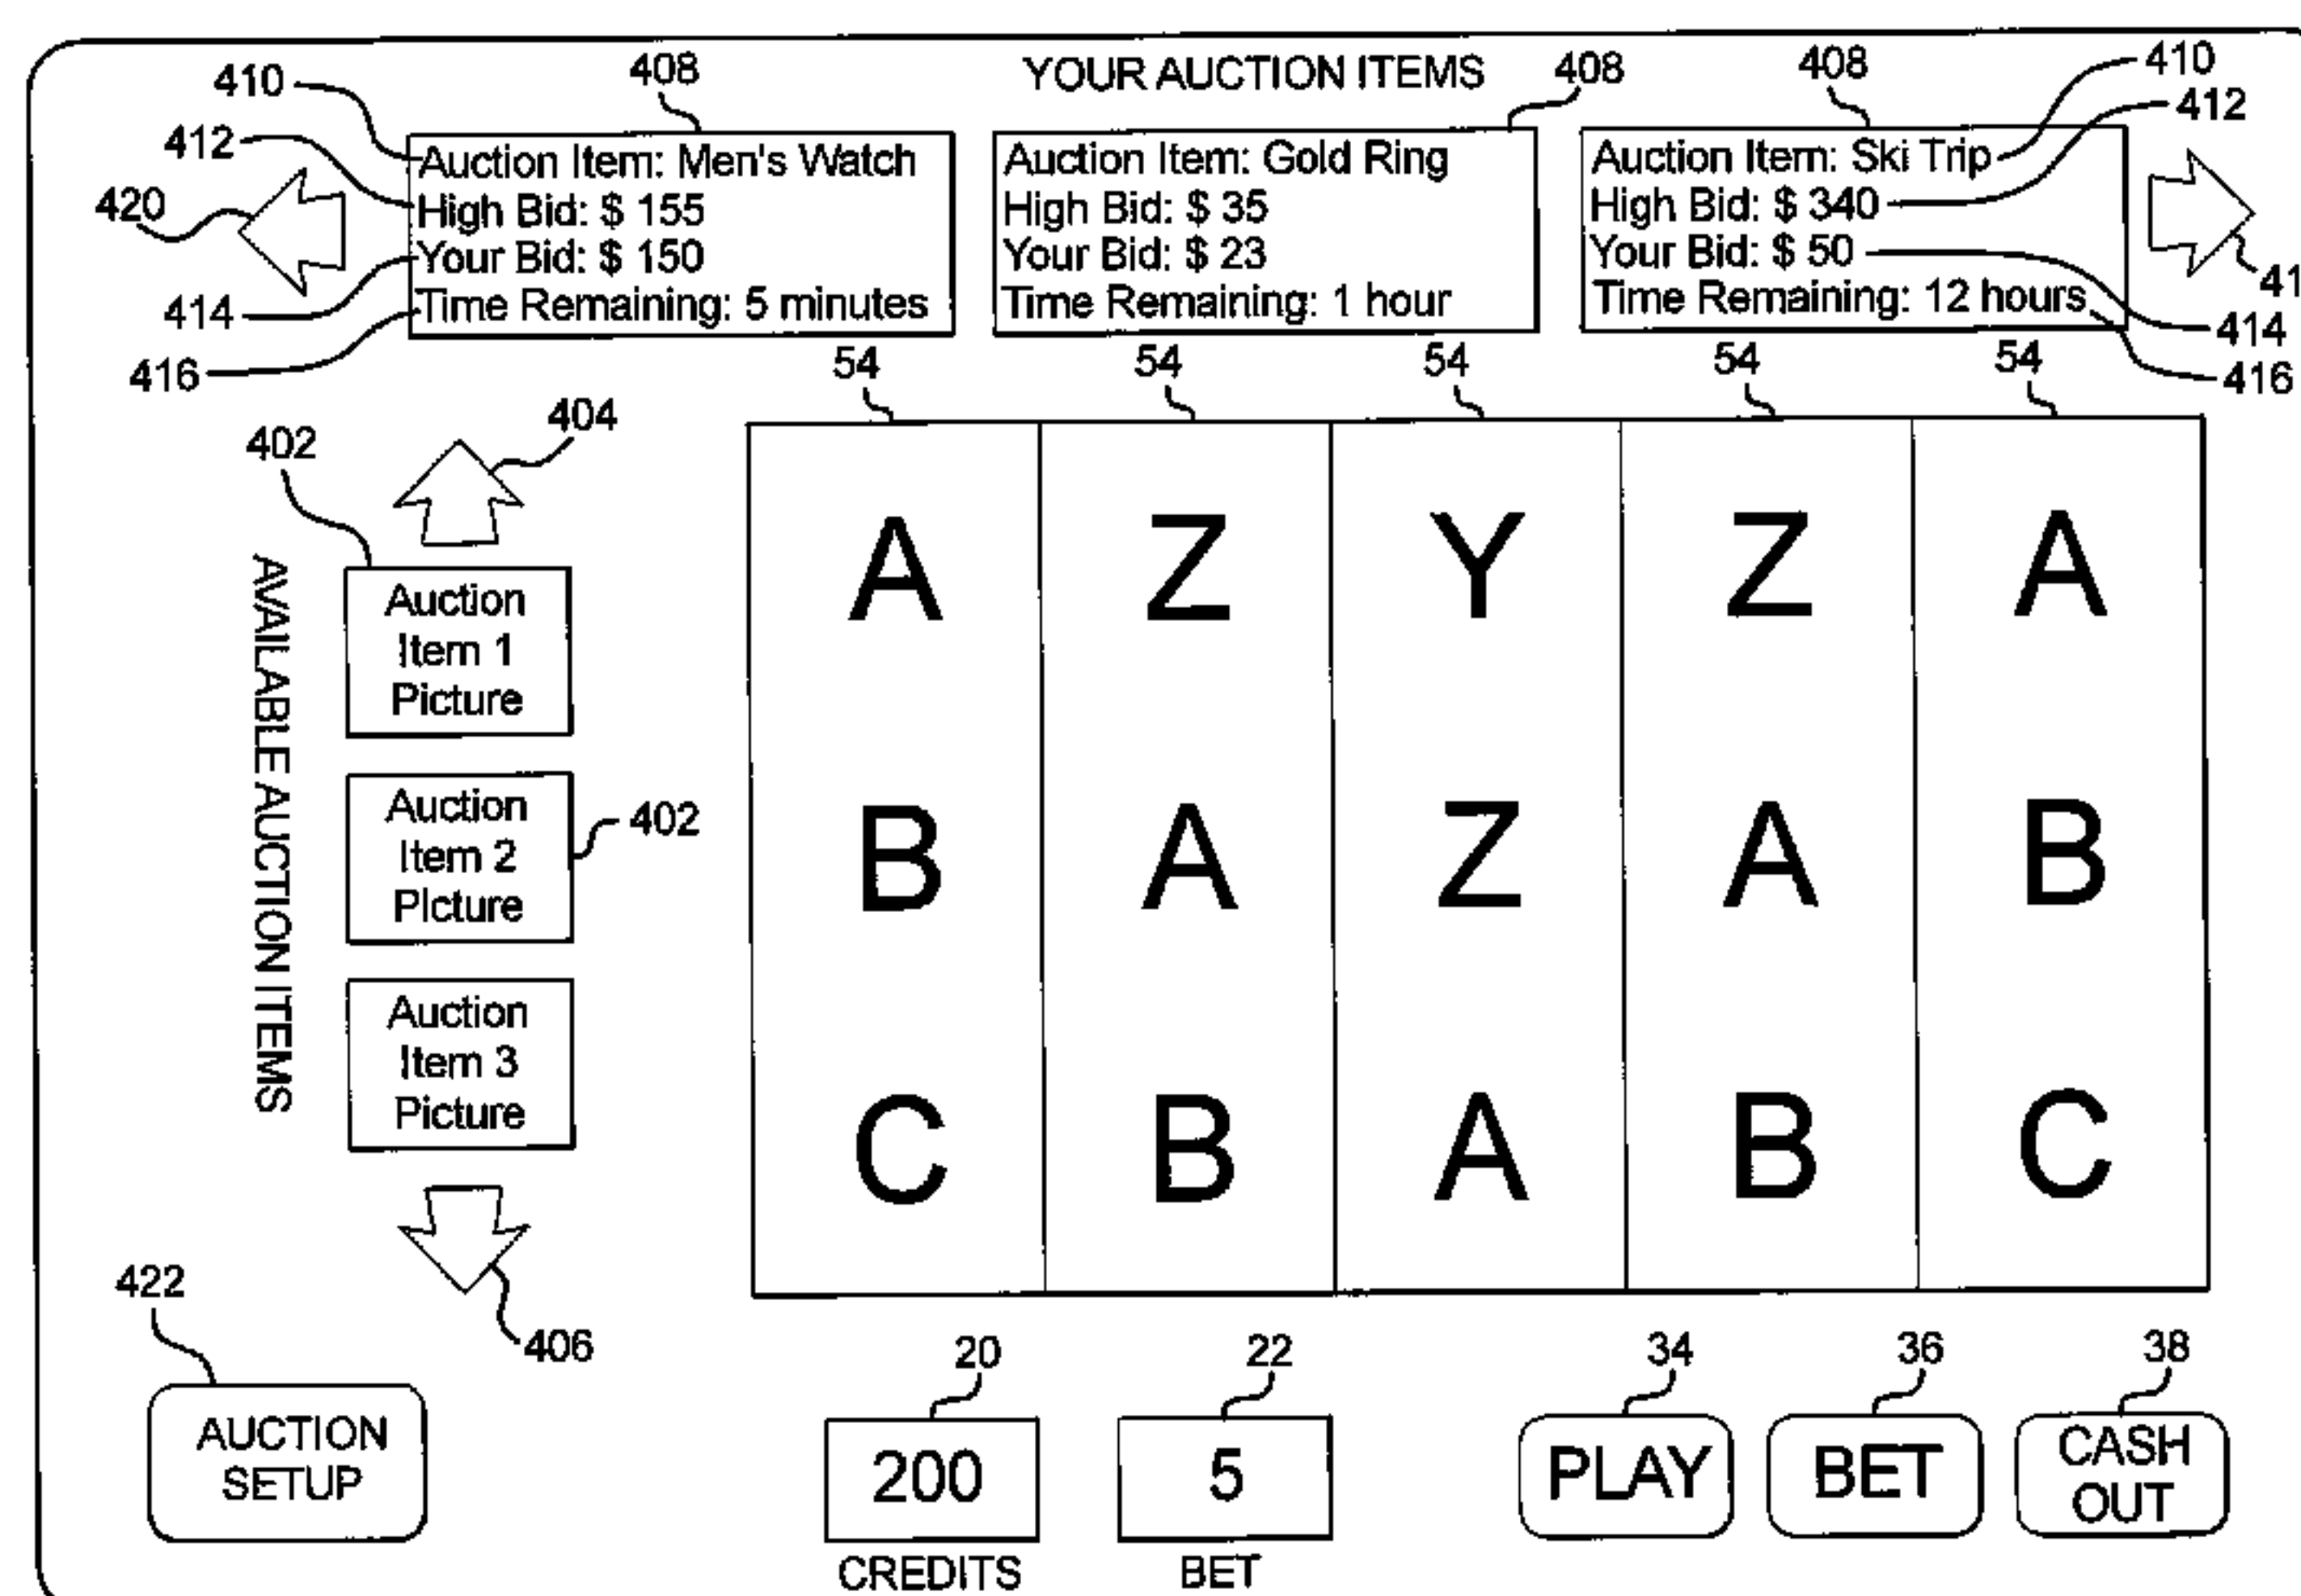 YOUR AUCTION ITEMS
408
408
408
410
410
412
412
420
414
416
Auction Item: Men's Watch
High Bid: $ 155
Your Bid: $ 150
Time Remaining: 5 minutes
Auction Item: Gold Ring
High Bid: $ 35
Your Bid: $ 23
Time Remaining: 1 hour
Auction Item: Ski Trip
High Bid: $ 340
Your Bid: $ 50
Time Remaining: 12 hours
414
416
54
54
54
54
54
404
402
AVAILABLE AUCTION ITEMS
Auction
Item 1
Picture
Auction
Item 2
Picture
402
Auction
Item 3
Picture
406
A Z Y Z A
B A Z A B
C B A B C
422
AUCTION
SETUP
20
200
CREDITS
22
5
BET
34
PLAY
36
BET
38
CASH
OUT